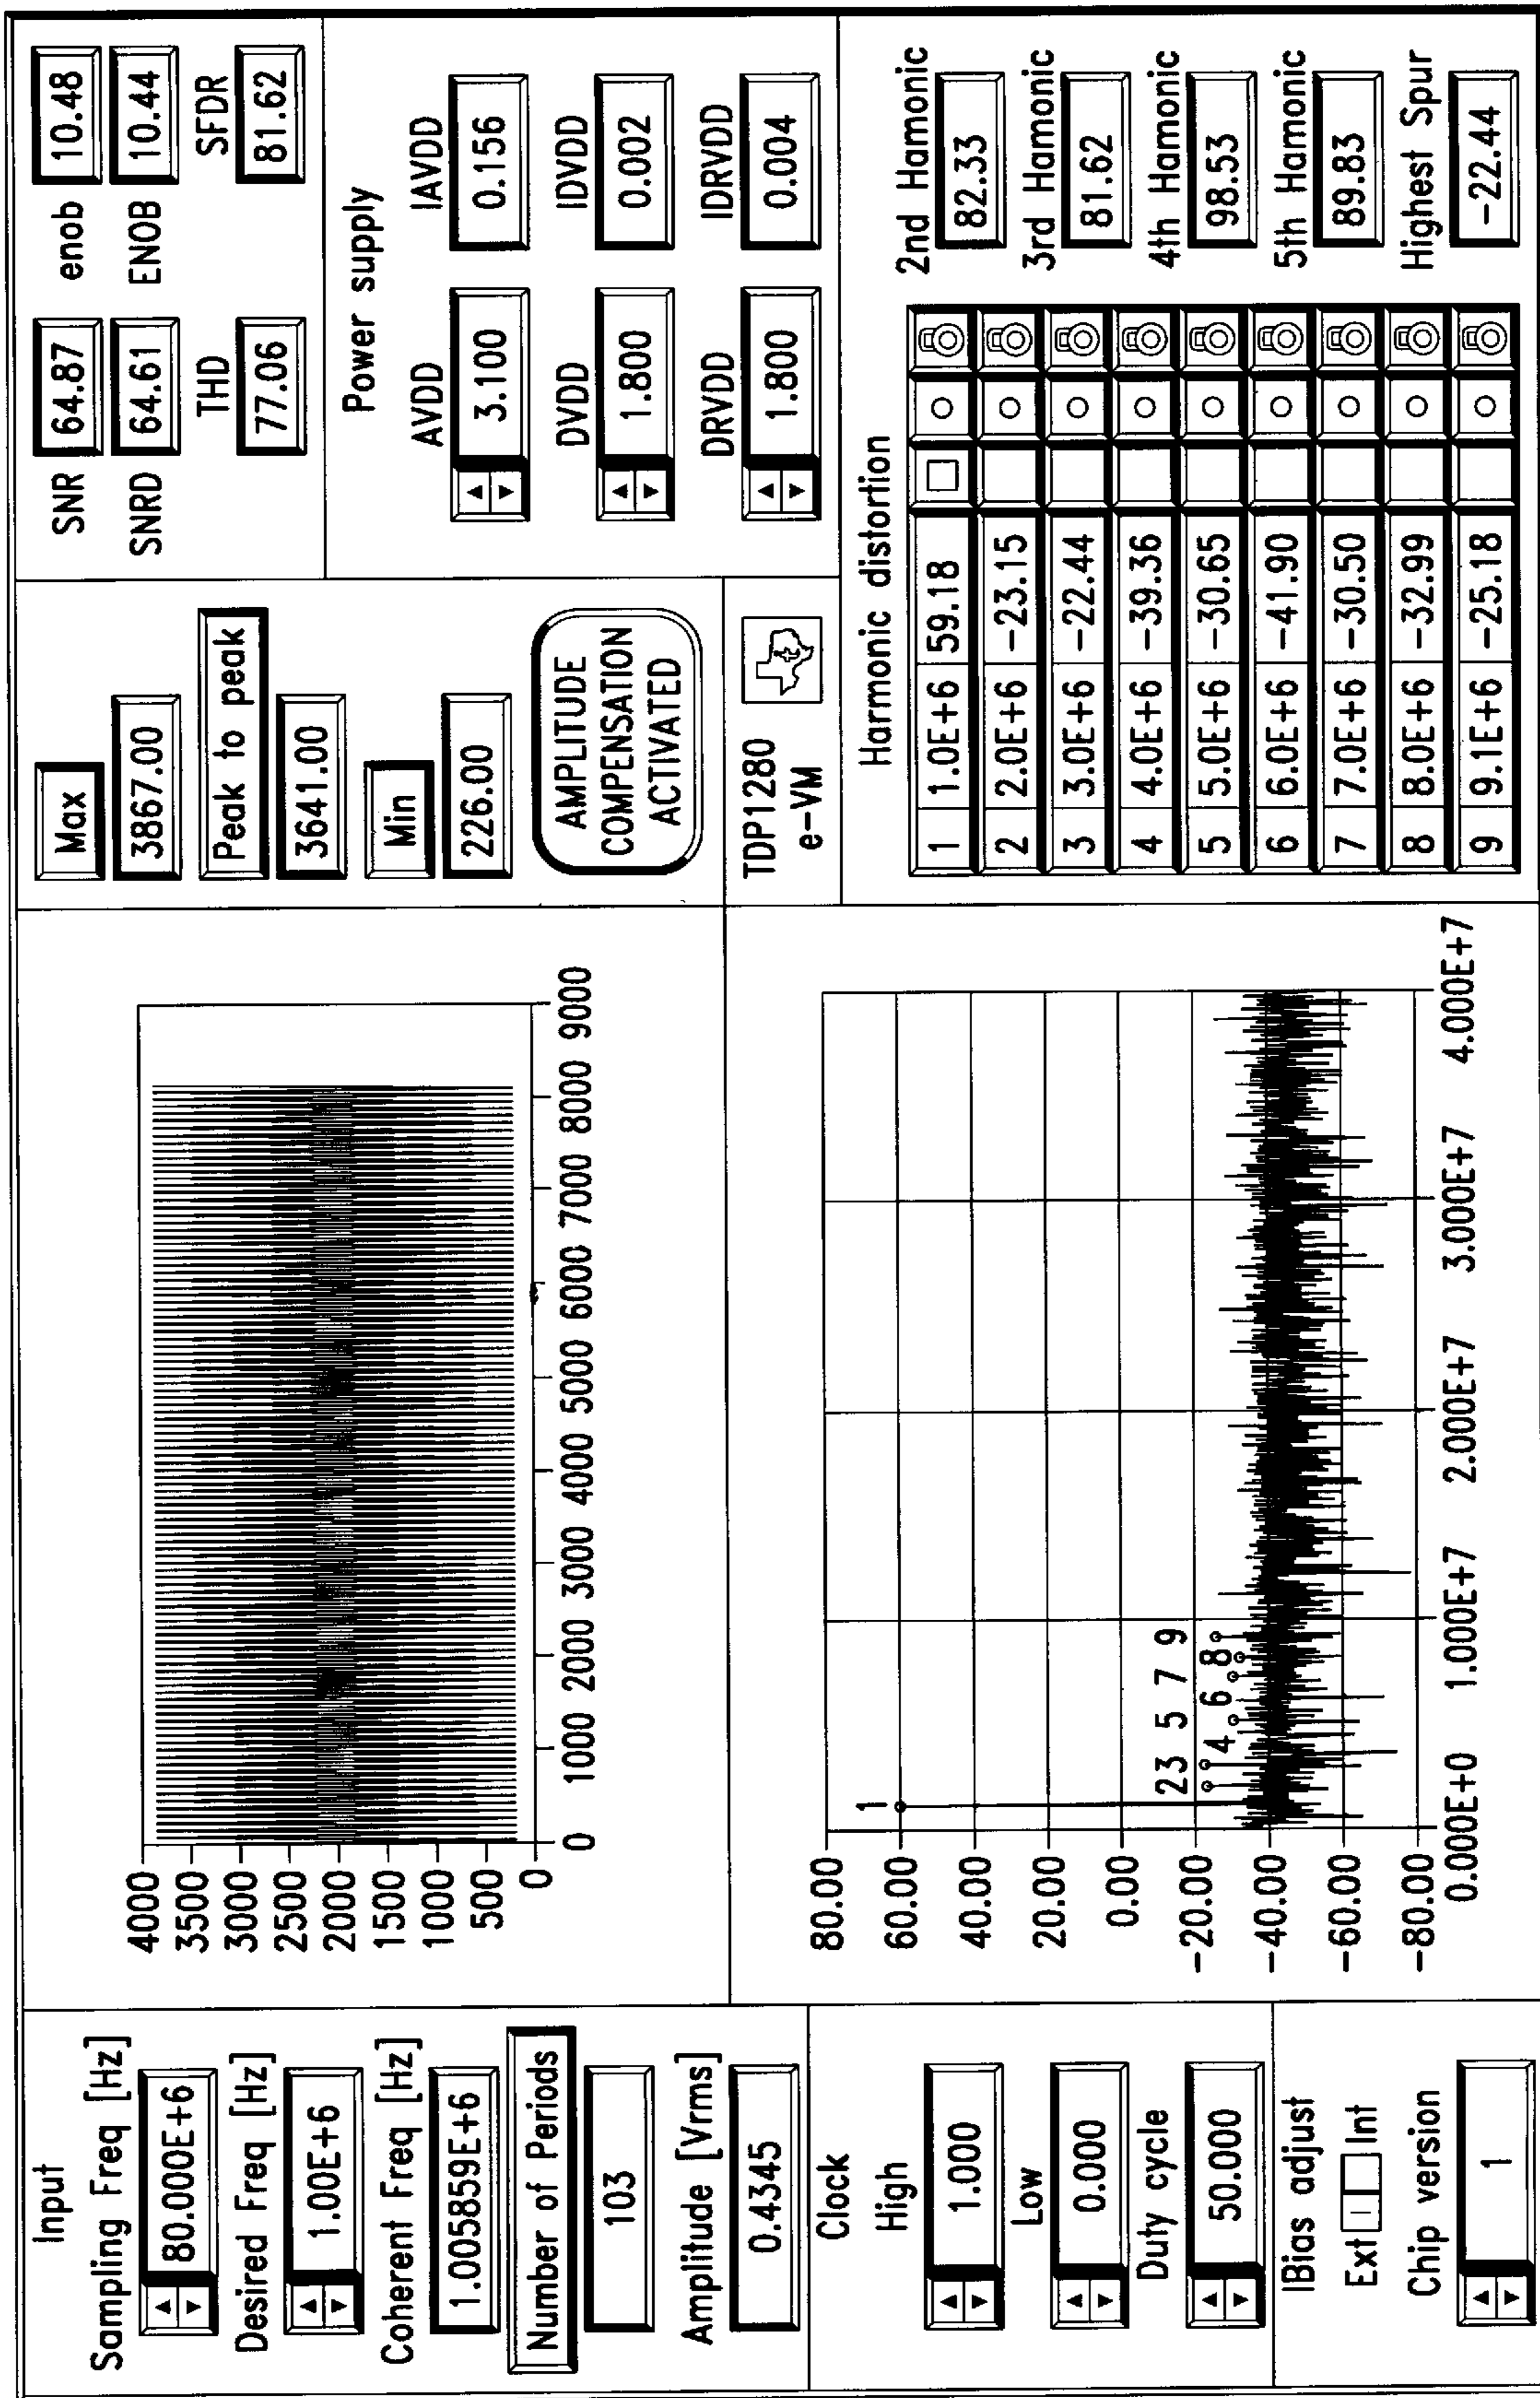 Input
Sampling Freq [Hz]
80.000E+6
Desired Freq [Hz]
1.00E+6
Coherent Freq [Hz]
1.005859E+6
Number of Periods
103
Amplitude [Vrms]
0.4345
Clock
High
1.000
Low
0.000
Duty cycle
50.000
IBias adjust
Ext Int
Chip version
1
4000
3500
3000
2500
2000
1500
1000
500
0
0 1000 2000 3000 4000 5000 6000 7000 8000 9000
80.00
60.00
40.00
20.00
0.00
-20.00
-40.00
-60.00
-80.00
1
2 3 4 5 6 7 8 9
0.000E+0 1.000E+7 2.000E+7 3.000E+7 4.000E+7
Max
3867.00
Peak to peak
3641.00
Min
226.00
AMPLITUDE
COMPENSATION
ACTIVATED
TDP1280
e-VM
SNR 64.87 enob 10.48
SNRD 64.61 ENOB 10.44
THD SFDR
77.06 81.62
Power supply
AVDD IAVDD
3.100 0.156
DVDD IDVDD
1.800 0.002
DRVDD IDRVDD
1.800 0.004
Harmonic distortion
1 1.0E+6 59.18
2 2.0E+6 -23.15
3 3.0E+6 -22.44
4 4.0E+6 -39.36
5 5.0E+6 -30.65
6 6.0E+6 -41.90
7 7.0E+6 -30.50
8 8.0E+6 -32.99
9 9.1E+6 -25.18
2nd Hamonic
82.33
3rd Hamonic
81.62
4th Hamonic
98.53
5th Hamonic
89.83
Highest Spur
-22.44